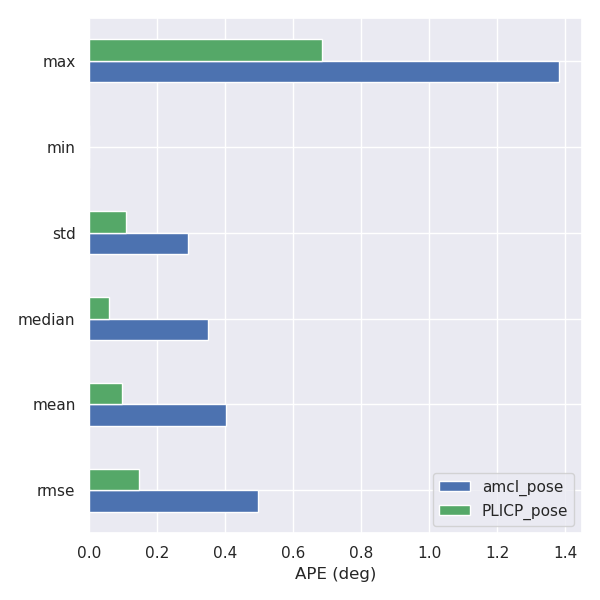 max
min
std
median
mean
rmse
amcl_pose
PLICP_pose
0.0 0.2 0.4 0.6 0.8 1.0 1.2 1.4
APE (deg)